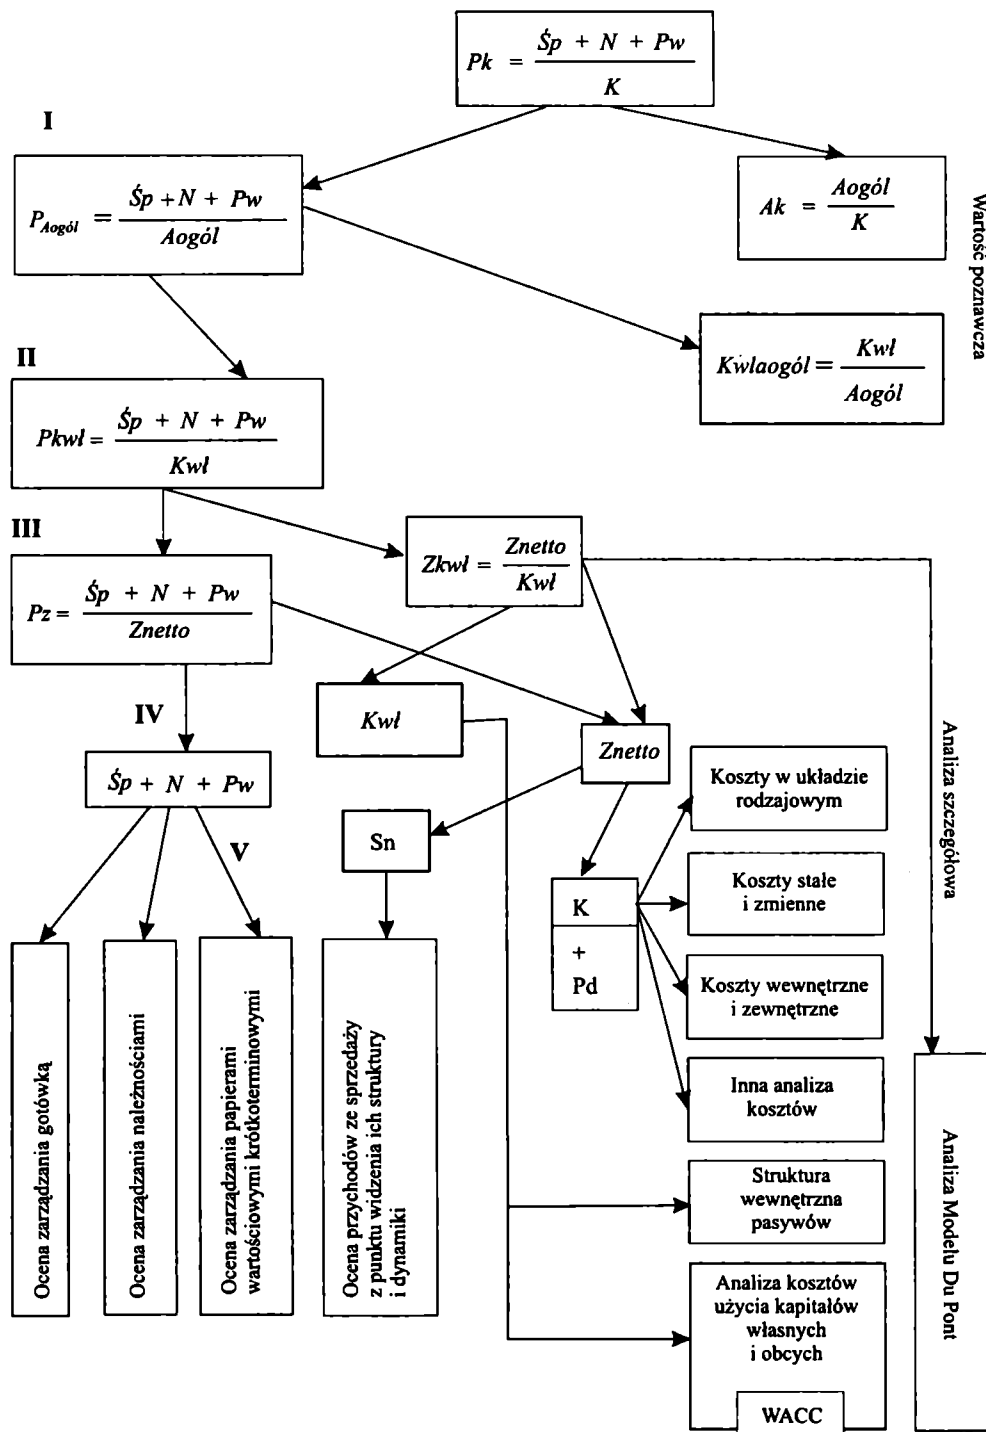 Pk = (Śp + N + Pw) / K
I
P_Aogól = (Śp + N + Pw) / Aogól
Ak = Aogól / K
Wartość poznawcza
Kwlaogól = Kwł / Aogól
II
Pkwł = (Śp + N + Pw) / Kwł
III
Pz = (Śp + N + Pw) / Znetto
Zkwł = Znetto / Kwł
Kwł
Znetto
IV
Śp + N + Pw
V
Sn
K
+
Pd
Analiza szczegółowa
Koszty w układzie
rodzajowym
Koszty stałe
i zmienne
Koszty wewnętrzne
i zewnętrzne
Inna analiza
kosztów
Struktura
wewnętrzna
pasywów
Analiza kosztów
użycia kapitałów
własnych
i obcych
WACC
Ocena zarządzania gotówką
Ocena zarządzania należnościami
Ocena zarządzania papierami
wartościowymi krótkoterminowymi
Ocena przychodów ze sprzedaży
z punktu widzenia ich struktury
i dynamiki
Analiza Modelu Du Pont